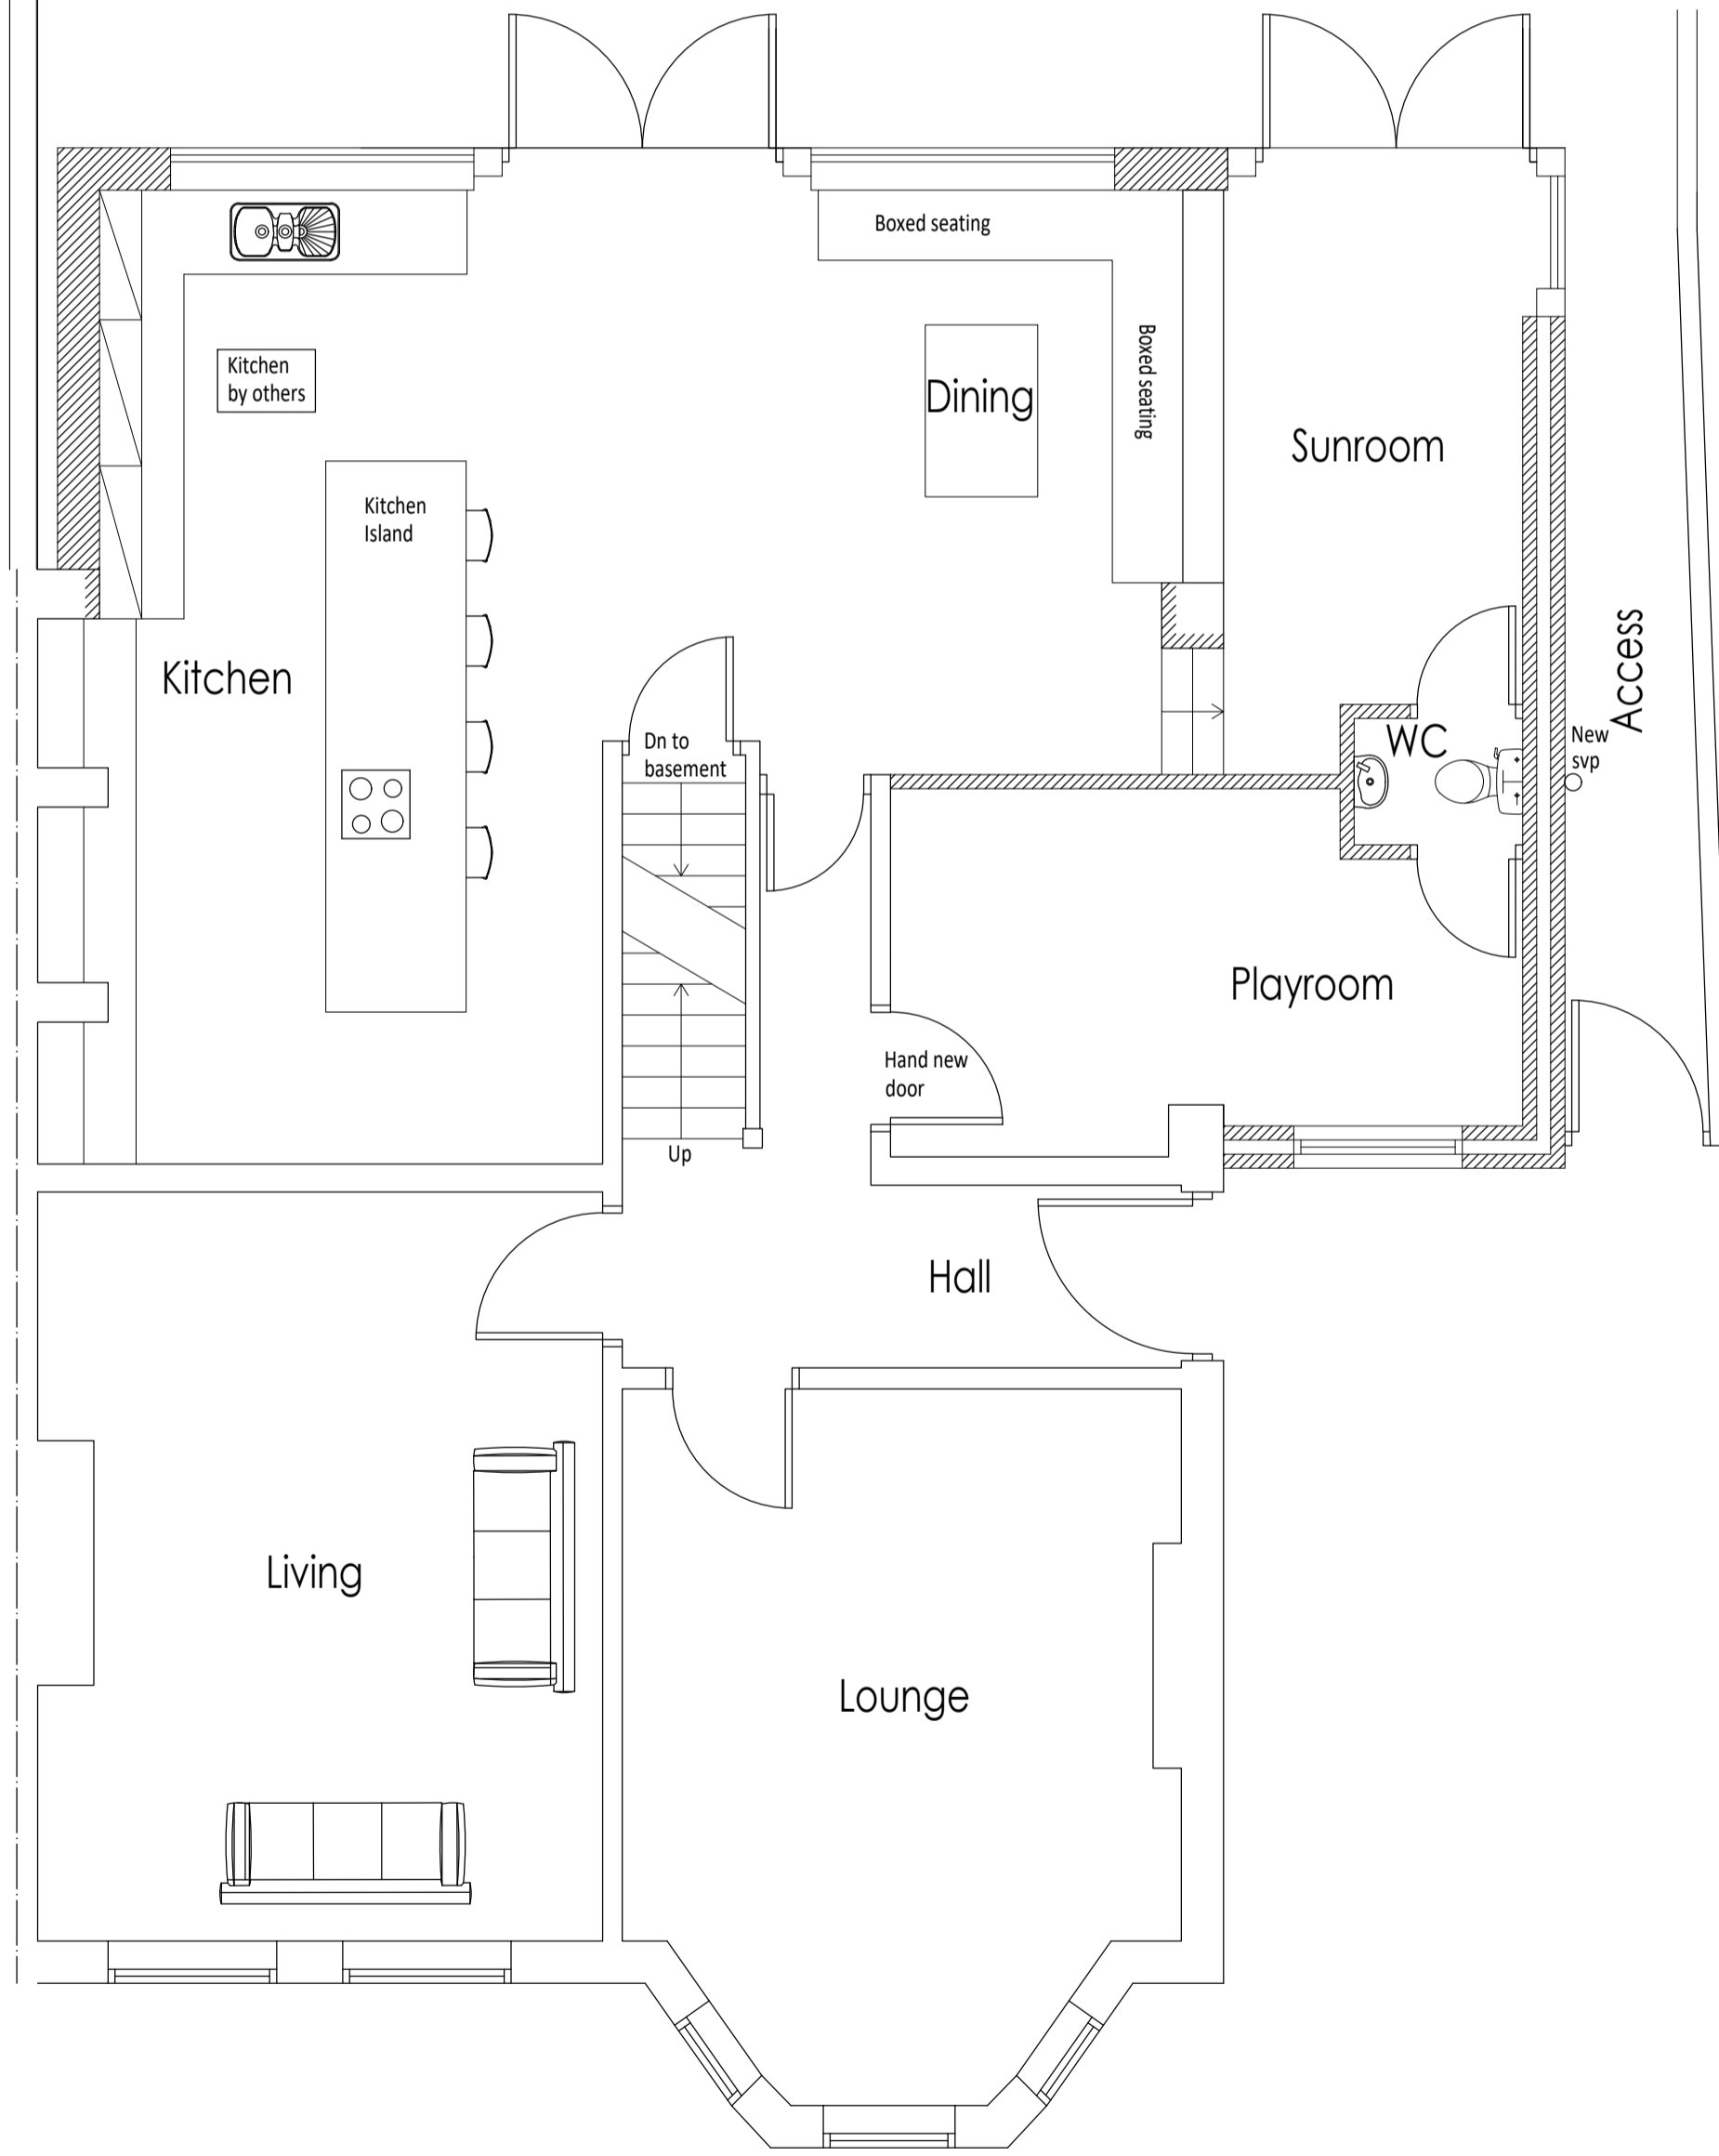 Boxed seating
Kitchen
by others
Dining
Boxed seating
Sunroom
Kitchen
Island
Kitchen
Access
WC
New
svp
Dn to
basement
Playroom
Hand new
door
Up
Hall
Living
Lounge